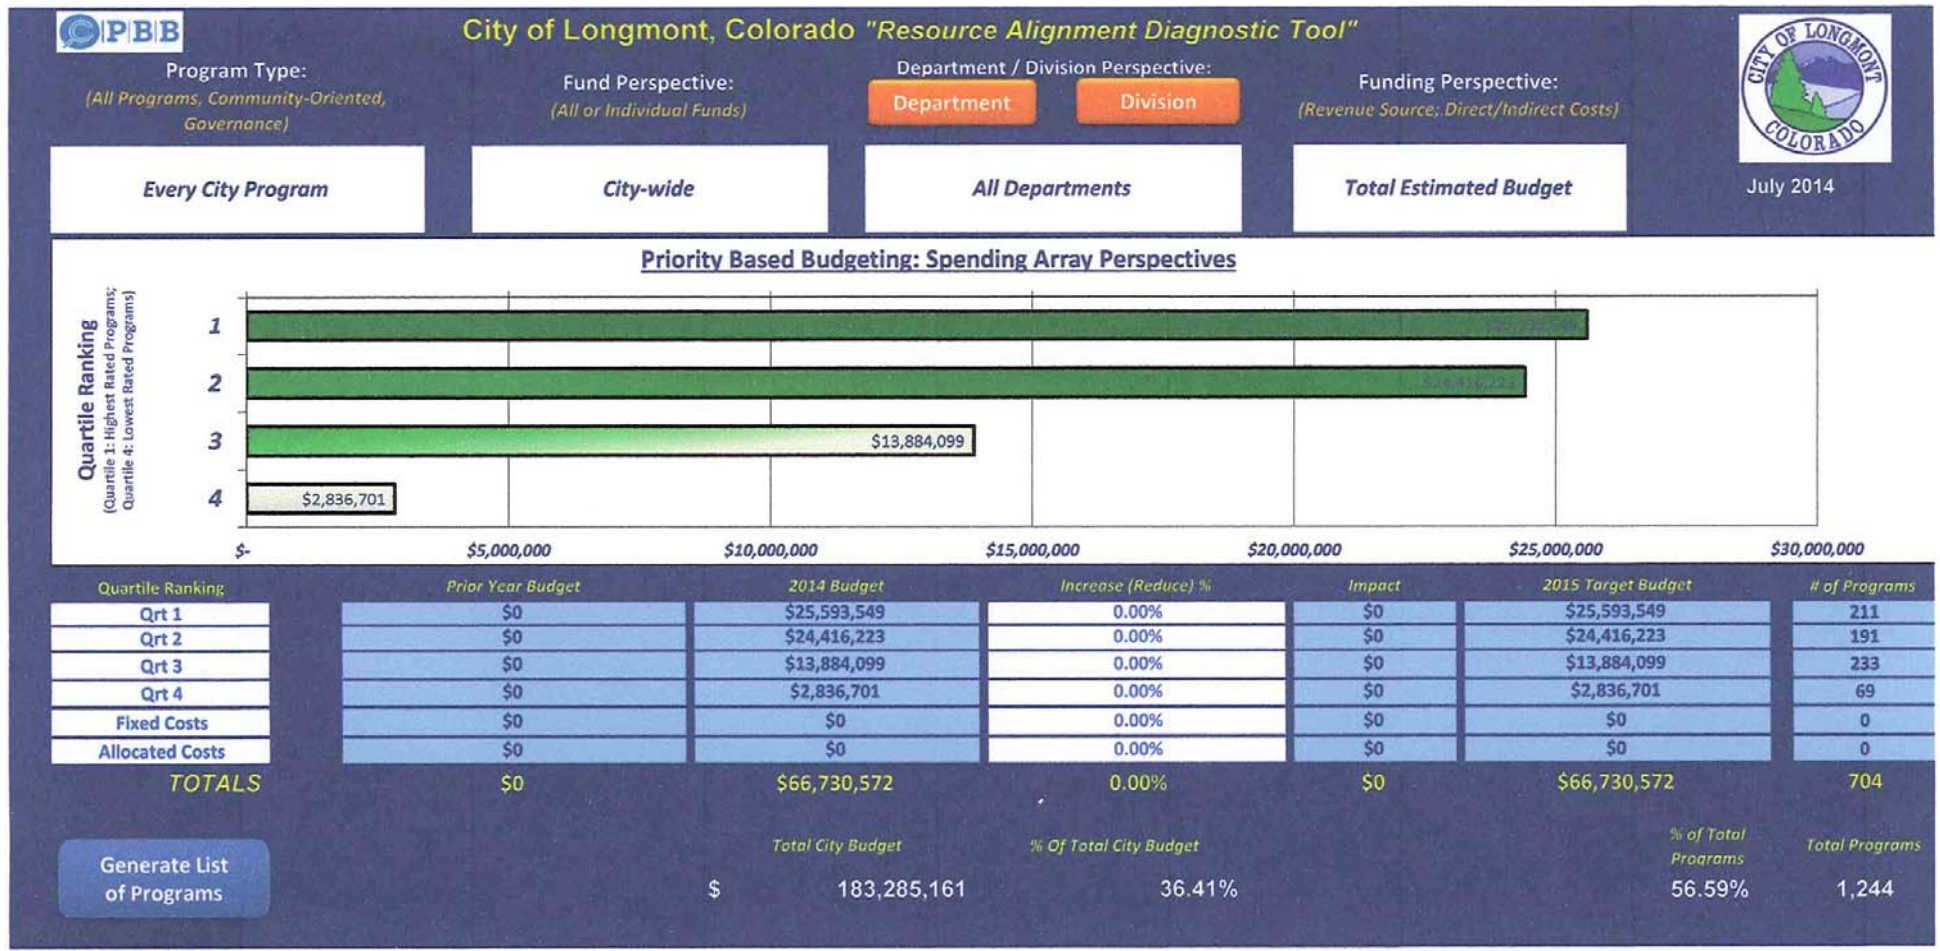 PBB
City of Longmont, Colorado "Resource Alignment Diagnostic Tool"
Program Type:
(All Programs, Community-Oriented,
Governance)
Fund Perspective:
(All or Individual Funds)
Department / Division Perspective:
Department
Division
Funding Perspective:
(Revenue Source; Direct/Indirect Costs)
CITY OF LONGMONT
COLORADO
Every City Program
City-wide
All Departments
Total Estimated Budget
July 2014
Priority Based Budgeting: Spending Array Perspectives
Quartile Ranking
(Quartile 1: Highest Rated Programs;
Quartile 4: Lowest Rated Programs)
1
2 $24,416,223
3 $13,884,099
4 $2,836,701
$- $5,000,000 $10,000,000 $15,000,000 $20,000,000 $25,000,000 $30,000,000
Quartile Ranking Prior Year Budget 2014 Budget Increase (Reduce) % Impact 2015 Target Budget # of Programs
Qrt 1 $0 $25,593,549 0.00% $0 $25,593,549 211
Qrt 2 $0 $24,416,223 0.00% $0 $24,416,223 191
Qrt 3 $0 $13,884,099 0.00% $0 $13,884,099 233
Qrt 4 $0 $2,836,701 0.00% $0 $2,836,701 69
Fixed Costs $0 $0 0.00% $0 $0 0
Allocated Costs $0 $0 0.00% $0 $0 0
TOTALS $0 $66,730,572 0.00% $0 $66,730,572 704
Generate List
of Programs
Total City Budget % Of Total City Budget
% of Total
Programs
Total Programs
$ 183,285,161 36.41% 56.59% 1,244